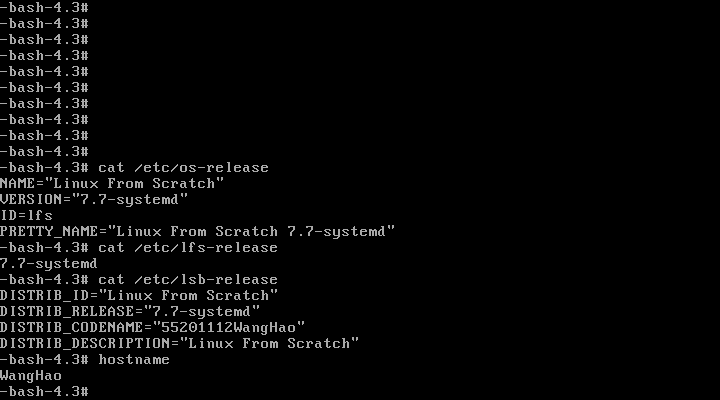 -bash-4.3#
-bash-4.3#
-bash-4.3#
-bash-4.3#
-bash-4.3#
-bash-4.3#
-bash-4.3#
-bash-4.3#
-bash-4.3#
-bash-4.3#
-bash-4.3# cat /etc/os-release
NAME="Linux From Scratch"
VERSION="7.7-systemd"
ID=lfs
PRETTY_NAME="Linux From Scratch 7.7-systemd"
-bash-4.3# cat /etc/lfs-release
7.7-systemd
-bash-4.3# cat /etc/lsb-release
DISTRIB_ID="Linux From Scratch"
DISTRIB_RELEASE="7.7-systemd"
DISTRIB_CODENAME="55201112WangHao"
DISTRIB_DESCRIPTION="Linux From Scratch"
-bash-4.3# hostname
WangHao
-bash-4.3#